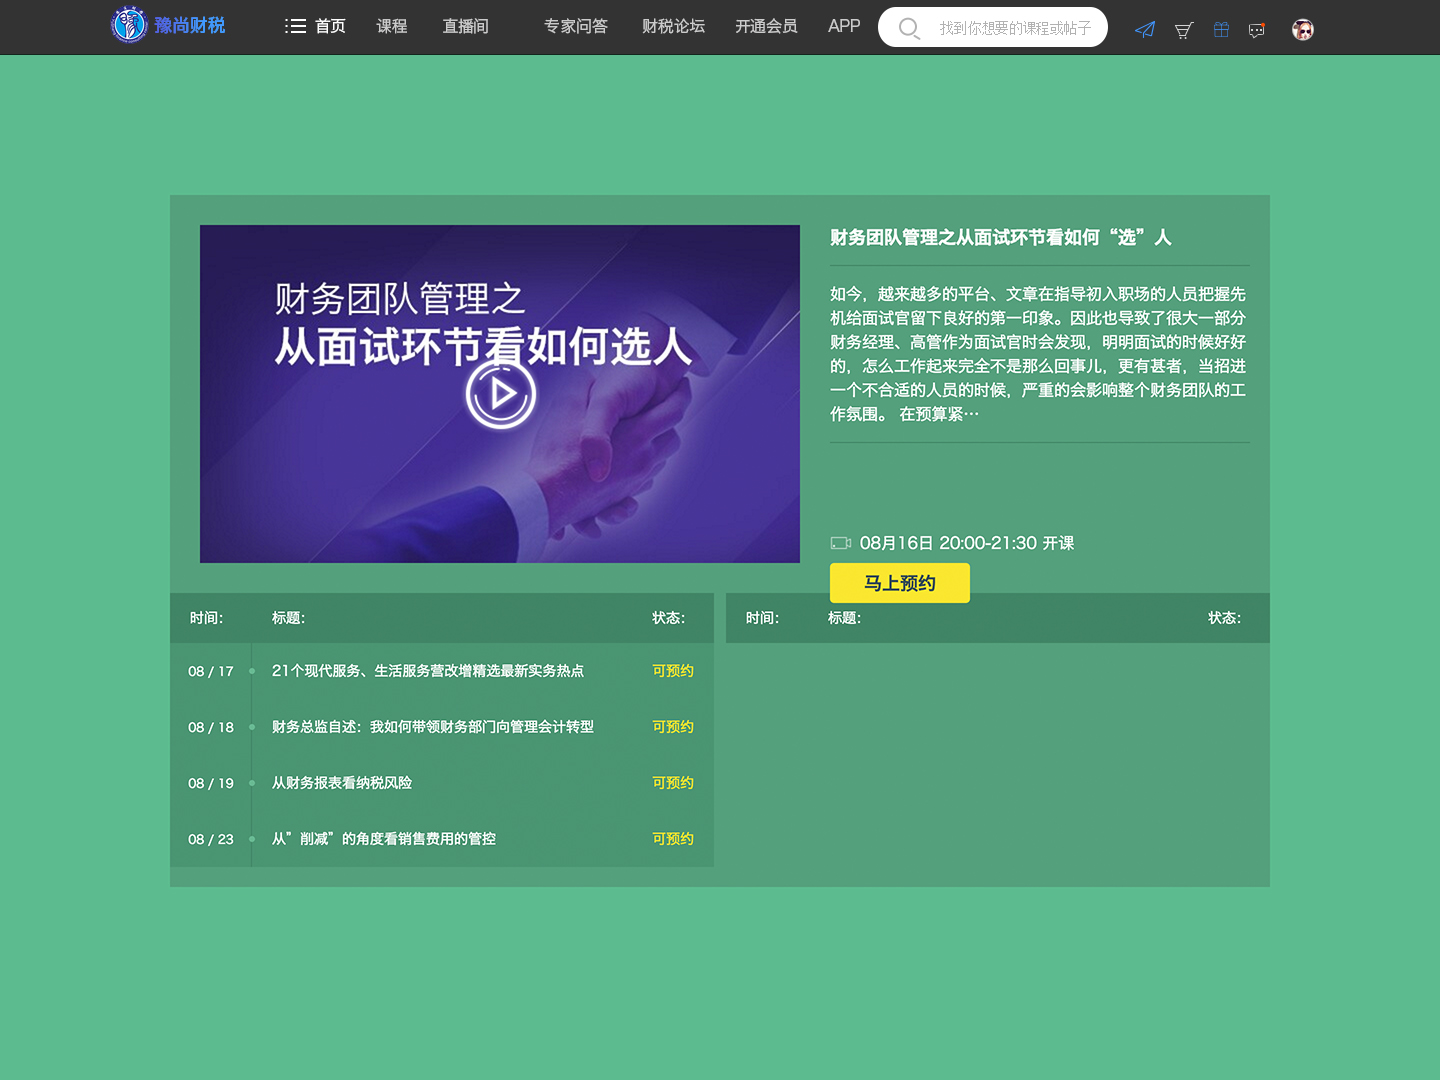 豫尚财税
首页
课程
直播间
专家问答
财税论坛
开通会员
APP
找到你想要的课程或帖子
财务团队管理之
从面试环节看如何选人
财务团队管理之从面试环节看如何“选”人
如今，越来越多的平台、文章在指导初入职场的人员把握先
机给面试官留下良好的第一印象。因此也导致了很大一部分
财务经理、高管作为面试官时会发现，明明面试的时候好好
的，怎么工作起来完全不是那么回事儿，更有甚者，当招进
一个不合适的人员的时候，严重的会影响整个财务团队的工
作氛围。 在预算紧…
08月16日 20:00-21:30 开课
马上预约
时间： 标题： 状态：
08 / 17 21个现代服务、生活服务营改增精选最新实务热点 可预约
08 / 18 财务总监自述：我如何带领财务部门向管理会计转型 可预约
08 / 19 从财务报表看纳税风险 可预约
08 / 23 从”削减”的角度看销售费用的管控 可预约
时间： 标题： 状态：